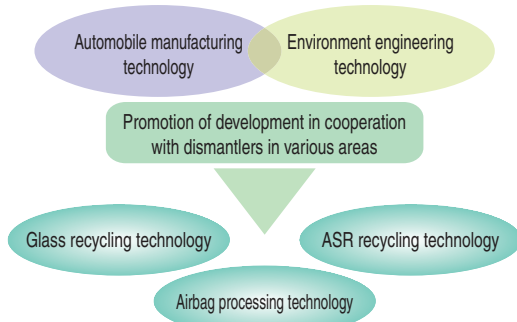 Automobile manufacturing
technology
Environment engineering
technology
Promotion of development in cooperation
with dismantlers in various areas
Glass recycling technology
ASR recycling technology
Airbag processing technology